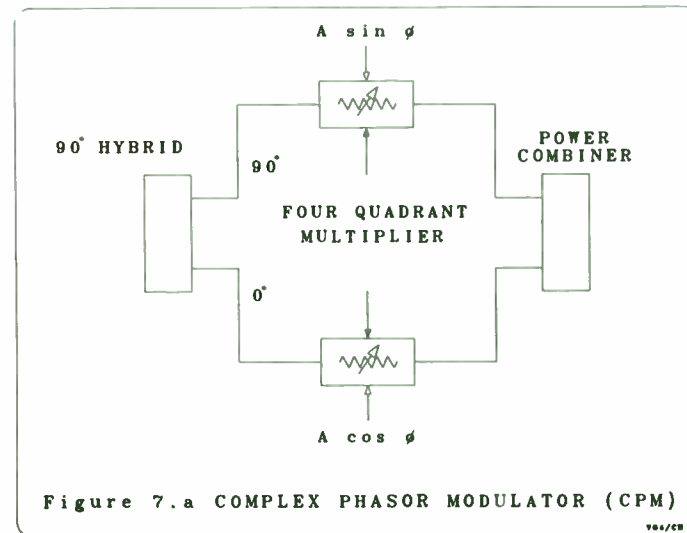 A sin ø
90° HYBRID
POWER
COMBINER
90°
FOUR QUADRANT
MULTIPLIER
0°
A cos ø
Figure 7.a COMPLEX PHASOR MODULATOR (CPM)